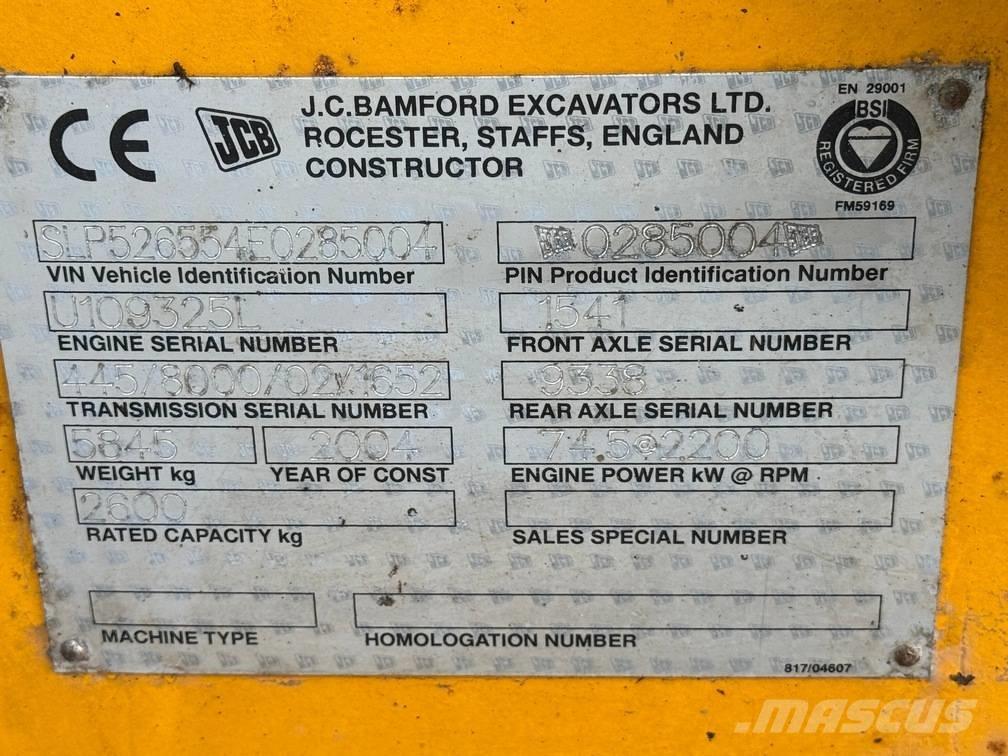 CE JCB J.C.BAMFORD EXCAVATORS LTD.
ROCESTER, STAFFS, ENGLAND
CONSTRUCTOR
EN 29001
BSI
REGISTERED FIRM
FM59169
SLP526554E0285004 0285004
VIN Vehicle Identification Number PIN Product Identification Number
U109325L 1541
ENGINE SERIAL NUMBER FRONT AXLE SERIAL NUMBER
445/8000/02/1652 9338
TRANSMISSION SERIAL NUMBER REAR AXLE SERIAL NUMBER
5845 2004 74.5@2200
WEIGHT kg YEAR OF CONST ENGINE POWER kW @ RPM
2600
RATED CAPACITY kg SALES SPECIAL NUMBER
MACHINE TYPE HOMOLOGATION NUMBER
817/04607
MASCUS